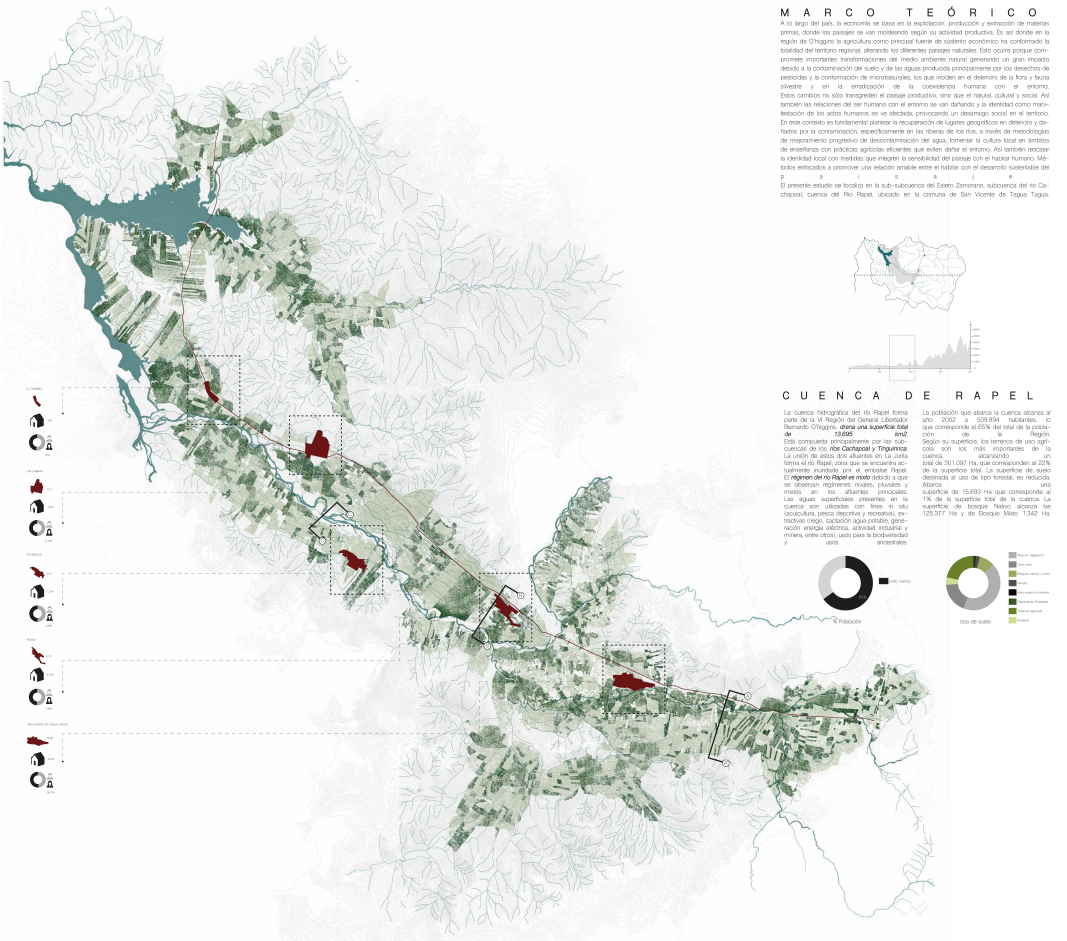 MARCO TEÓRICO
A lo largo del país, la economía se basa en la explotación, producción y extracción de materias
primas, donde los paisajes se van moldeando según su actividad productiva. Es así donde en la
región de O'higgins la agricultura como principal fuente de sustento económico ha conformado la
totalidad del territorio regional, alterando los diferentes paisajes naturales. Esto ocurre porque com-
promete importantes transformaciones del medio ambiente natural generando un gran impacto
debido a la contaminación del suelo y de las aguas producida principalmente por los desechos de
pesticidas y la conformación de microbasurales, los que inciden en el deterioro de la flora y fauna
silvestre y en la erradicación de la coexistencia humana con el entorno.
Estos cambios no sólo transgreden el paisaje productivo, sino que el natural, cultural y social. Así
también las relaciones del ser humano con el entorno se van dañando y la identidad como mani-
festación de los actos humanos se ve afectada, provocando un desarraigo social en el territorio.
En este contexto es fundamental plantear la recuperación de lugares geográficos en deterioro y da-
ñados por la contaminación, específicamente en las riberas de los ríos, a través de metodologías
de mejoramiento progresivo de descontaminación del agua, fomentar la cultura local en ámbitos
de enseñanza con prácticas agrícolas eficientes que eviten dañar el entorno. Así también rescatar
la identidad local con medidas que integren la sensibilidad del paisaje con el habitar humano. Mé-
todos enfocados a promover una relación amable entre el habitar con el desarrollo sustentable del
paisaje.
El presente estudio se focaliza en la sub-subcuenca del Estero Zamorano, subcuenca del río Ca-
chapoal, cuenca del Río Rapel, ubicado en la comuna de San Vicente de Tagua Tagua.
CUENCA DE RAPEL
La cuenca hidrográfica del río Rapel forma
parte de la VI Región del General Libertador
Bernardo O'higgins, drena una superficie total
de 13.695 km2.
Está compuesta principalmente por las sub-
cuencas de los ríos Cachapoal y Tinguiririca.
La unión de estos dos afluentes en La Junta
forma el río Rapel, zona que se encuentra ac-
tualmente inundada por el embalse Rapel.
El régimen del río Rapel es mixto debido a que
se observan regímenes nivales, pluviales y
mixtos en los afluentes principales.
Las aguas superficiales presentes en la
cuenca son utilizadas con fines in situ
(acuicultura, pesca deportiva y recreativa), ex-
tractivas (riego, captación agua potable, gene-
ración energía eléctrica, actividad industrial y
minera, entre otros), usos para la biodiversidad
y usos ancestrales.
La población que abarca la cuenca alcanza al
año 2002 a 509.894 habitantes, lo
que corresponde al 65% del total de la pobla-
ción de la Región.
Según su superficie, los terrenos de uso agrí-
cola son los más importantes de la
cuenca, alcanzando un
total de 301.097 Ha, que corresponden al 22%
de la superficie total. La superficie de suelo
destinada al uso de tipo forestal, es reducida.
Abarca una
superficie de 15.693 Ha que corresponde al
1% de la superficie total de la cuenca. La
superficie de bosque Nativo alcanza las
125.377 Ha y de Bosque Mixto 1.342 Ha.
65%
% Población
Uso de suelo